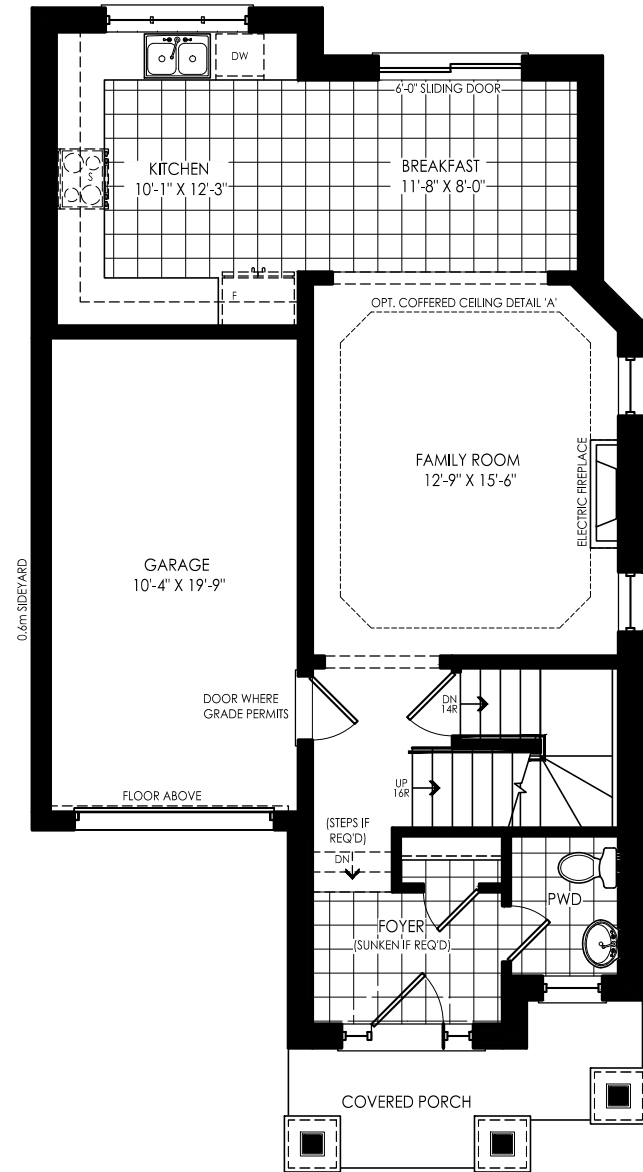 DW
6'-0" SLIDING DOOR
KITCHEN
10'-1" X 12'-3"
S
BREAKFAST
11'-8" X 8'-0"
F
OPT. COFFERED CEILING DETAIL 'A'
FAMILY ROOM
12'-9" X 15'-6"
ELECTRIC FIREPLACE
GARAGE
10'-4" X 19'-9"
0.6m SIDEYARD
DOOR WHERE
GRADE PERMITS
DN
14R
UP
16R
FLOOR ABOVE
(STEPS IF
REQ'D)
DN
PWD
FOYER
(SUNKEN IF REQ'D)
COVERED PORCH